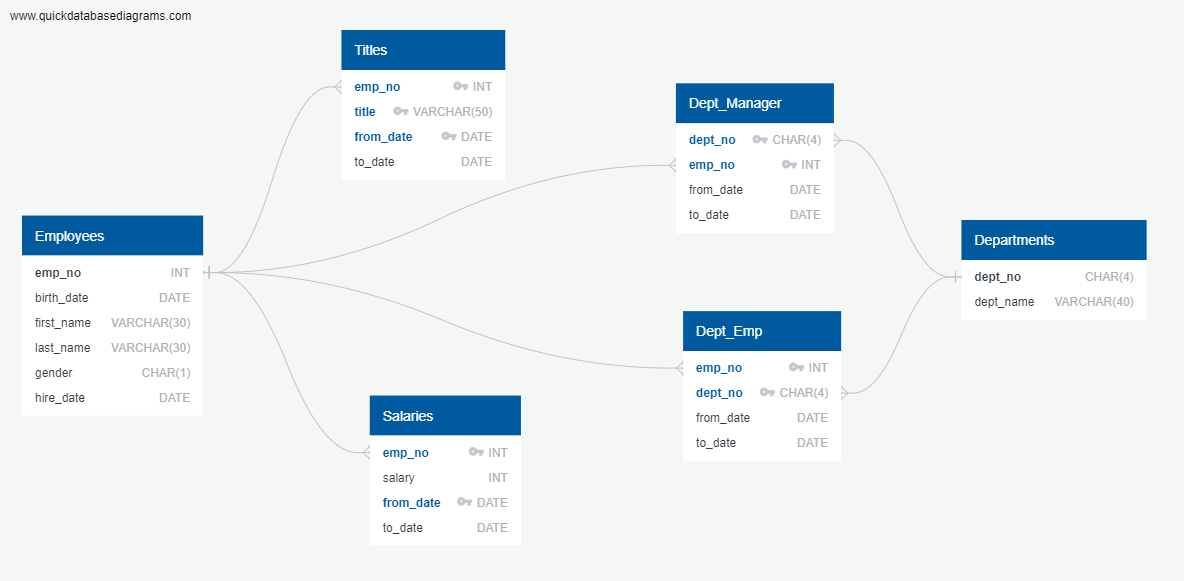 www.quickdatabasediagrams.com
Titles
emp_no INT
title VARCHAR(50)
from_date DATE
to_date DATE
Dept_Manager
dept_no CHAR(4)
emp_no INT
from_date DATE
to_date DATE
Employees
emp_no INT
birth_date DATE
first_name VARCHAR(30)
last_name VARCHAR(30)
gender CHAR(1)
hire_date DATE
Departments
dept_no CHAR(4)
dept_name VARCHAR(40)
Dept_Emp
emp_no INT
dept_no CHAR(4)
from_date DATE
to_date DATE
Salaries
emp_no INT
salary INT
from_date DATE
to_date DATE